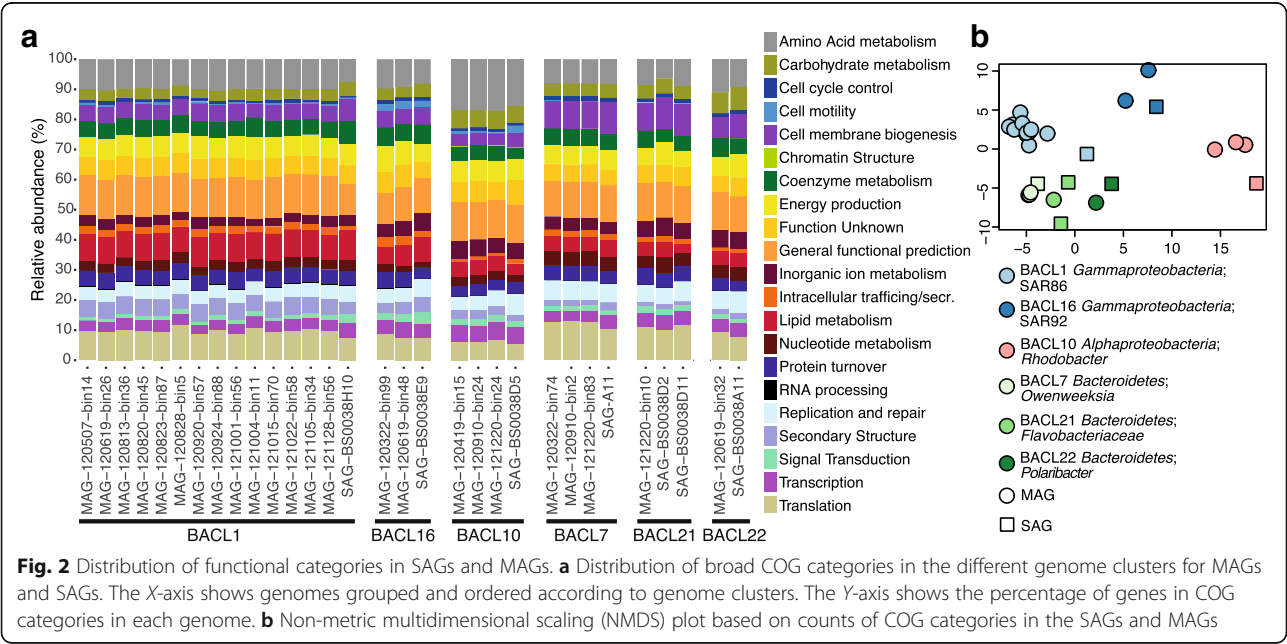 a
b
Relative abundance (%)
100
90
80
70
60
50
40
30
20
10
0
MAG−120507−bin14
MAG−120619−bin26
MAG−120813−bin36
MAG−120820−bin45
MAG−120823−bin87
MAG−120828−bin5
MAG−120920−bin57
MAG−120924−bin88
MAG−121001−bin56
MAG−121004−bin11
MAG−121015−bin70
MAG−121022−bin58
MAG−121105−bin34
MAG−121128−bin56
SAG−BS0038H10
MAG−120322−bin99
MAG−120619−bin48
SAG−BS0038E9
MAG−120419−bin15
MAG−120910−bin24
MAG−121220−bin24
SAG−BS0038D5
MAG−120322−bin74
MAG−120910−bin2
MAG−121220−bin83
SAG−A11
MAG−121220−bin10
SAG−BS0038D2
SAG−BS0038D11
MAG−120619−bin32
SAG−BS0038A11
BACL1
BACL16
BACL10
BACL7
BACL21
BACL22
Amino Acid metabolism
Carbohydrate metabolism
Cell cycle control
Cell motility
Cell membrane biogenesis
Chromatin Structure
Coenzyme metabolism
Energy production
Function Unknown
General functional prediction
Inorganic ion metabolism
Intracellular trafficing/secr.
Lipid metabolism
Nucleotide metabolism
Protein turnover
RNA processing
Replication and repair
Secondary Structure
Signal Transduction
Transcription
Translation
10
5
0
−5
−10
−5
0
5
10
15
BACL1 Gammaproteobacteria;
SAR86
BACL16 Gammaproteobacteria;
SAR92
BACL10 Alphaproteobacteria;
Rhodobacter
BACL7 Bacteroidetes;
Owenweeksia
BACL21 Bacteroidetes;
Flavobacteriaceae
BACL22 Bacteroidetes;
Polaribacter
MAG
SAG
Fig. 2 Distribution of functional categories in SAGs and MAGs. a Distribution of broad COG categories in the different genome clusters for MAGs
and SAGs. The X-axis shows genomes grouped and ordered according to genome clusters. The Y-axis shows the percentage of genes in COG
categories in each genome. b Non-metric multidimensional scaling (NMDS) plot based on counts of COG categories in the SAGs and MAGs